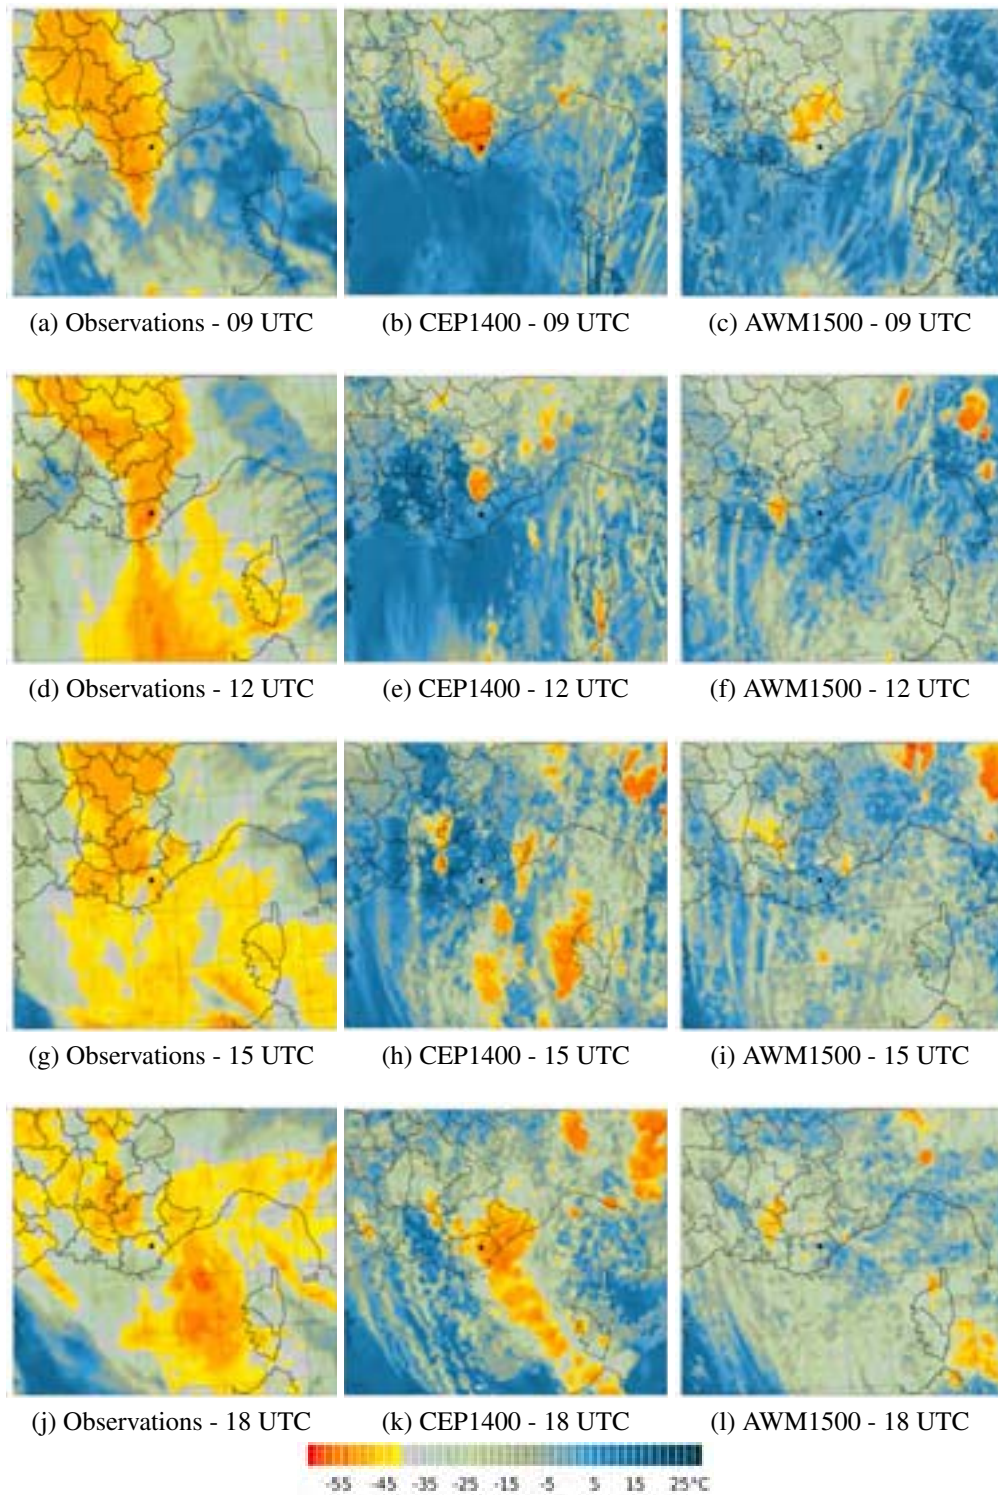 (a) Observations - 09 UTC
(b) CEP1400 - 09 UTC
(c) AWM1500 - 09 UTC
(d) Observations - 12 UTC
(e) CEP1400 - 12 UTC
(f) AWM1500 - 12 UTC
(g) Observations - 15 UTC
(h) CEP1400 - 15 UTC
(i) AWM1500 - 15 UTC
(j) Observations - 18 UTC
(k) CEP1400 - 18 UTC
(l) AWM1500 - 18 UTC
-55 -45 -35 -25 -15 -5 5 15 25°C